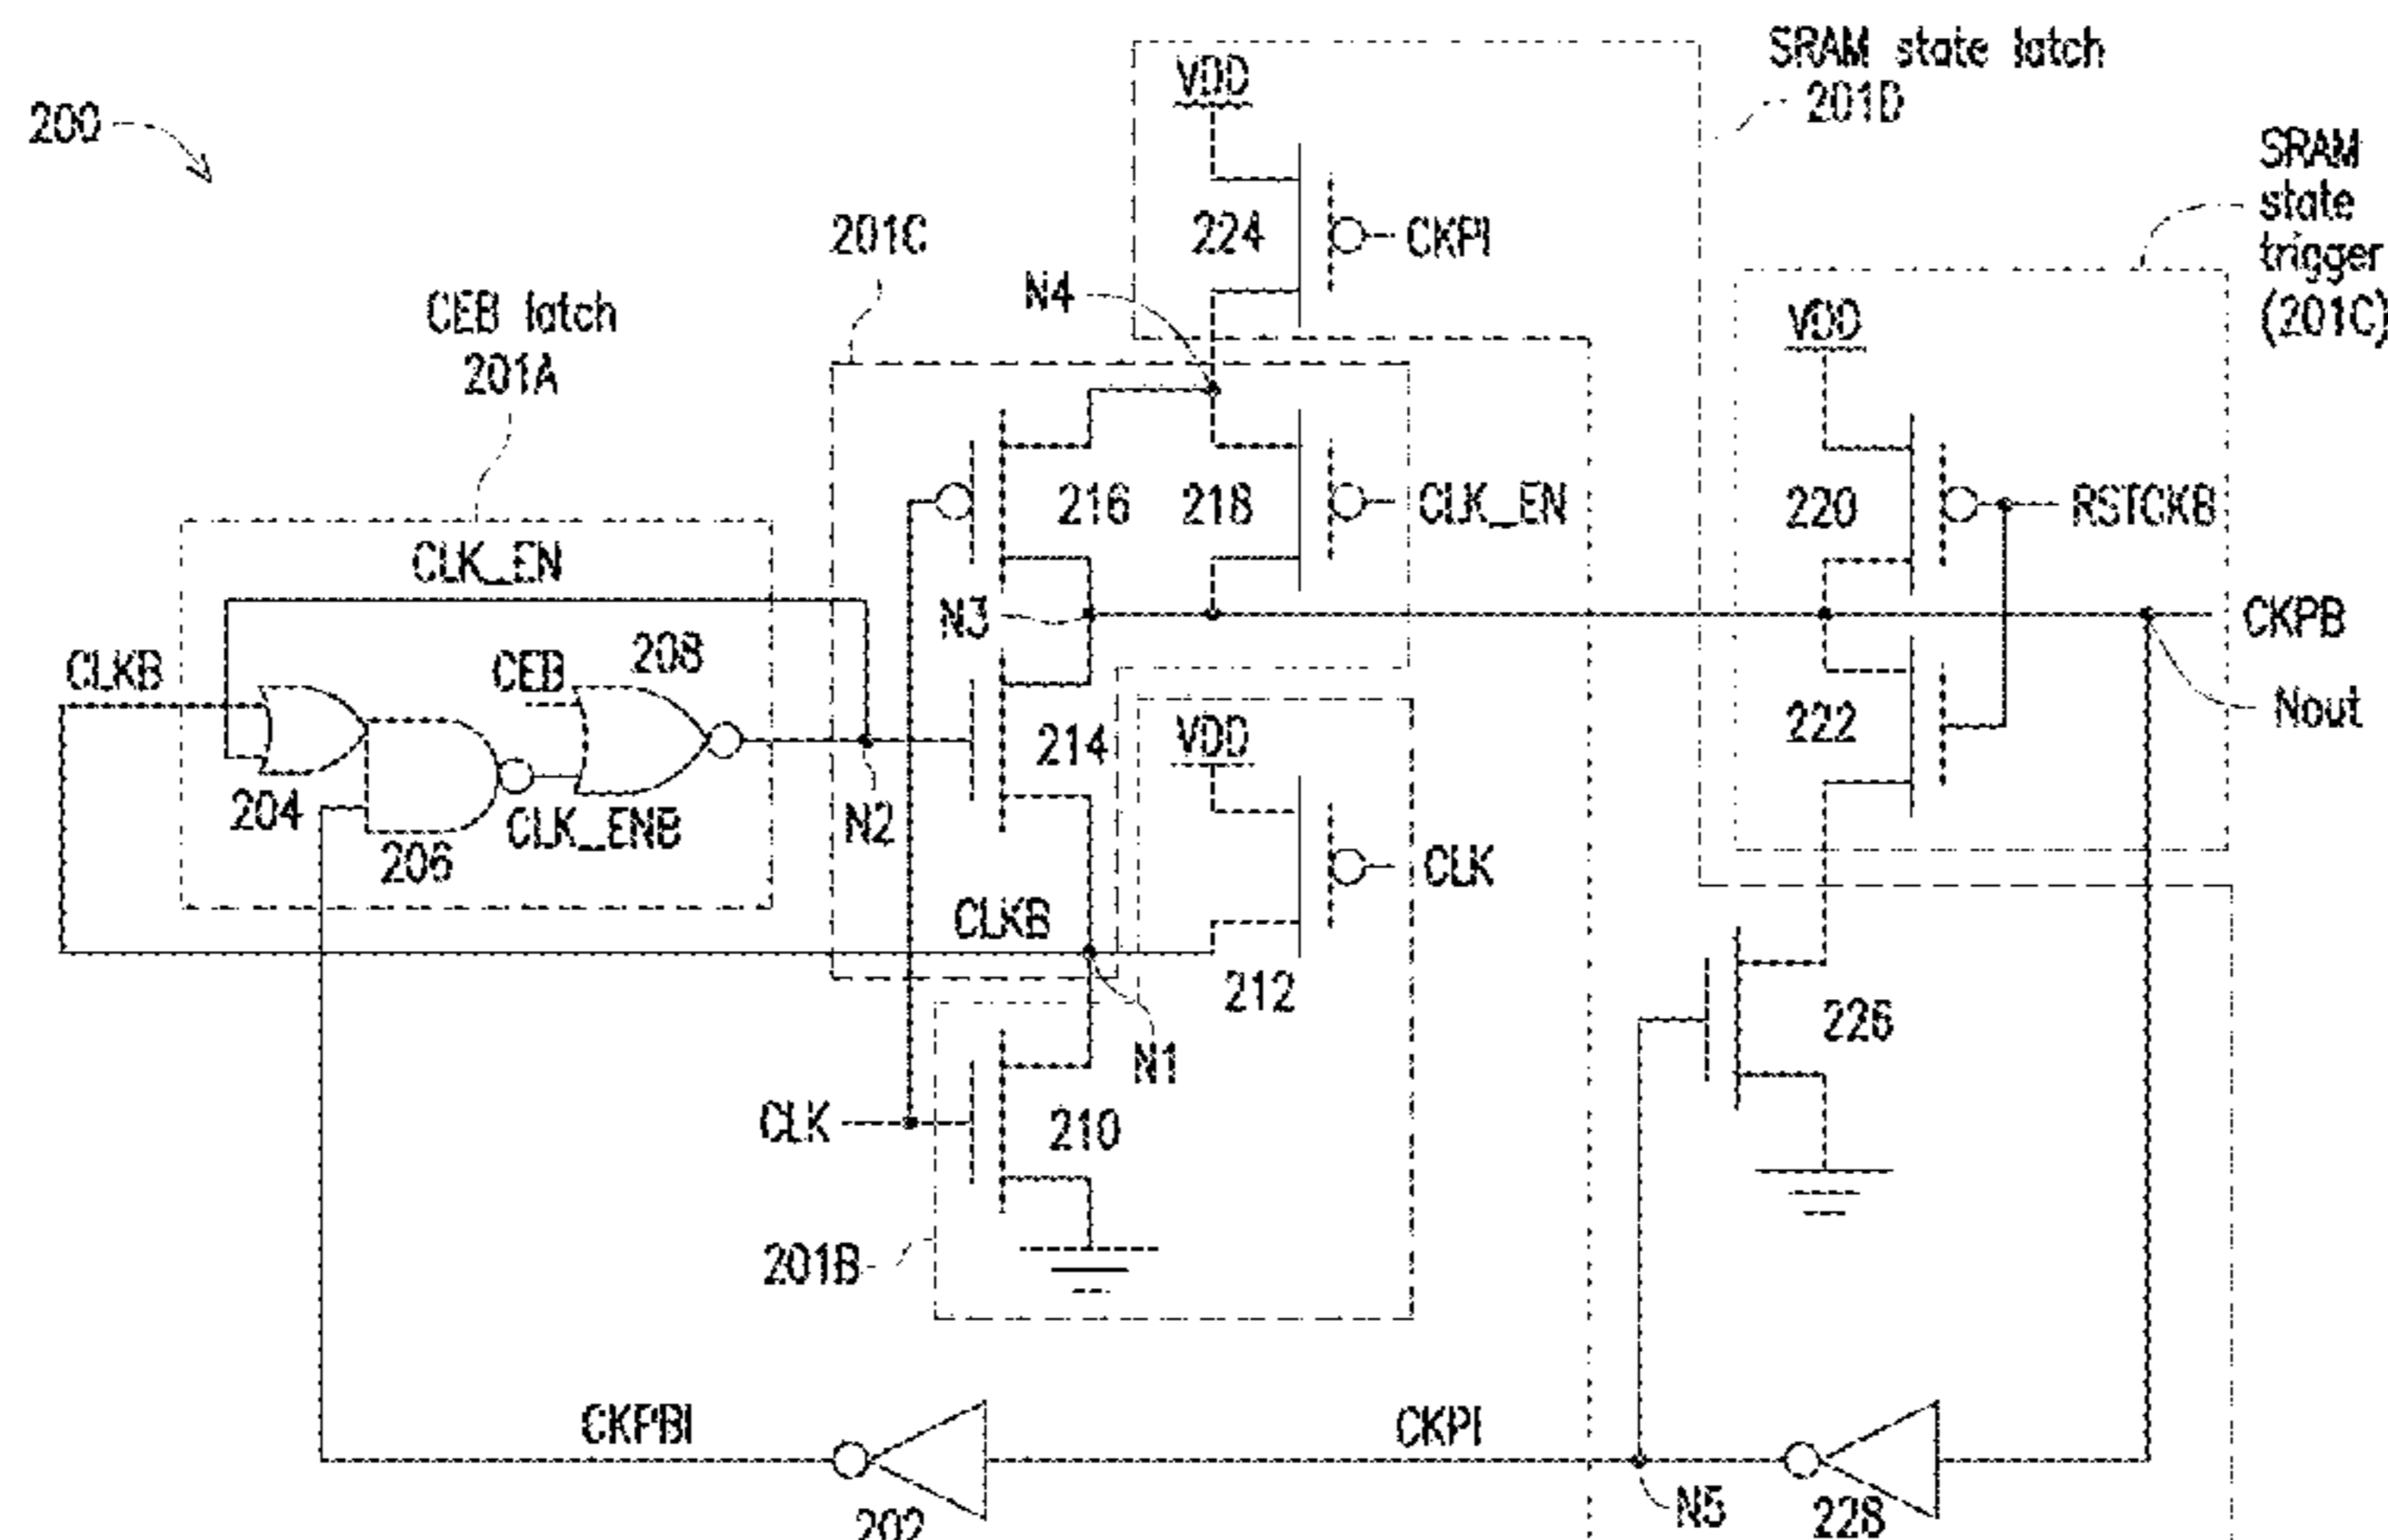 SRAM state latch
201D
200
VDD
SRAM
state
trigger
(201C)
201C
224
CKPI
N4
CEB latch
201A
VDD
216
218
CLK_EN
220
RSTCKB
CLK_EN
N3
CKPB
CLKB
CEB
208
Nout
222
214
VDD
204
CLK_ENB
N2
206
CLK
CLKB
212
226
N1
CLK
210
201B
CKPBI
CKPI
N5
202
228